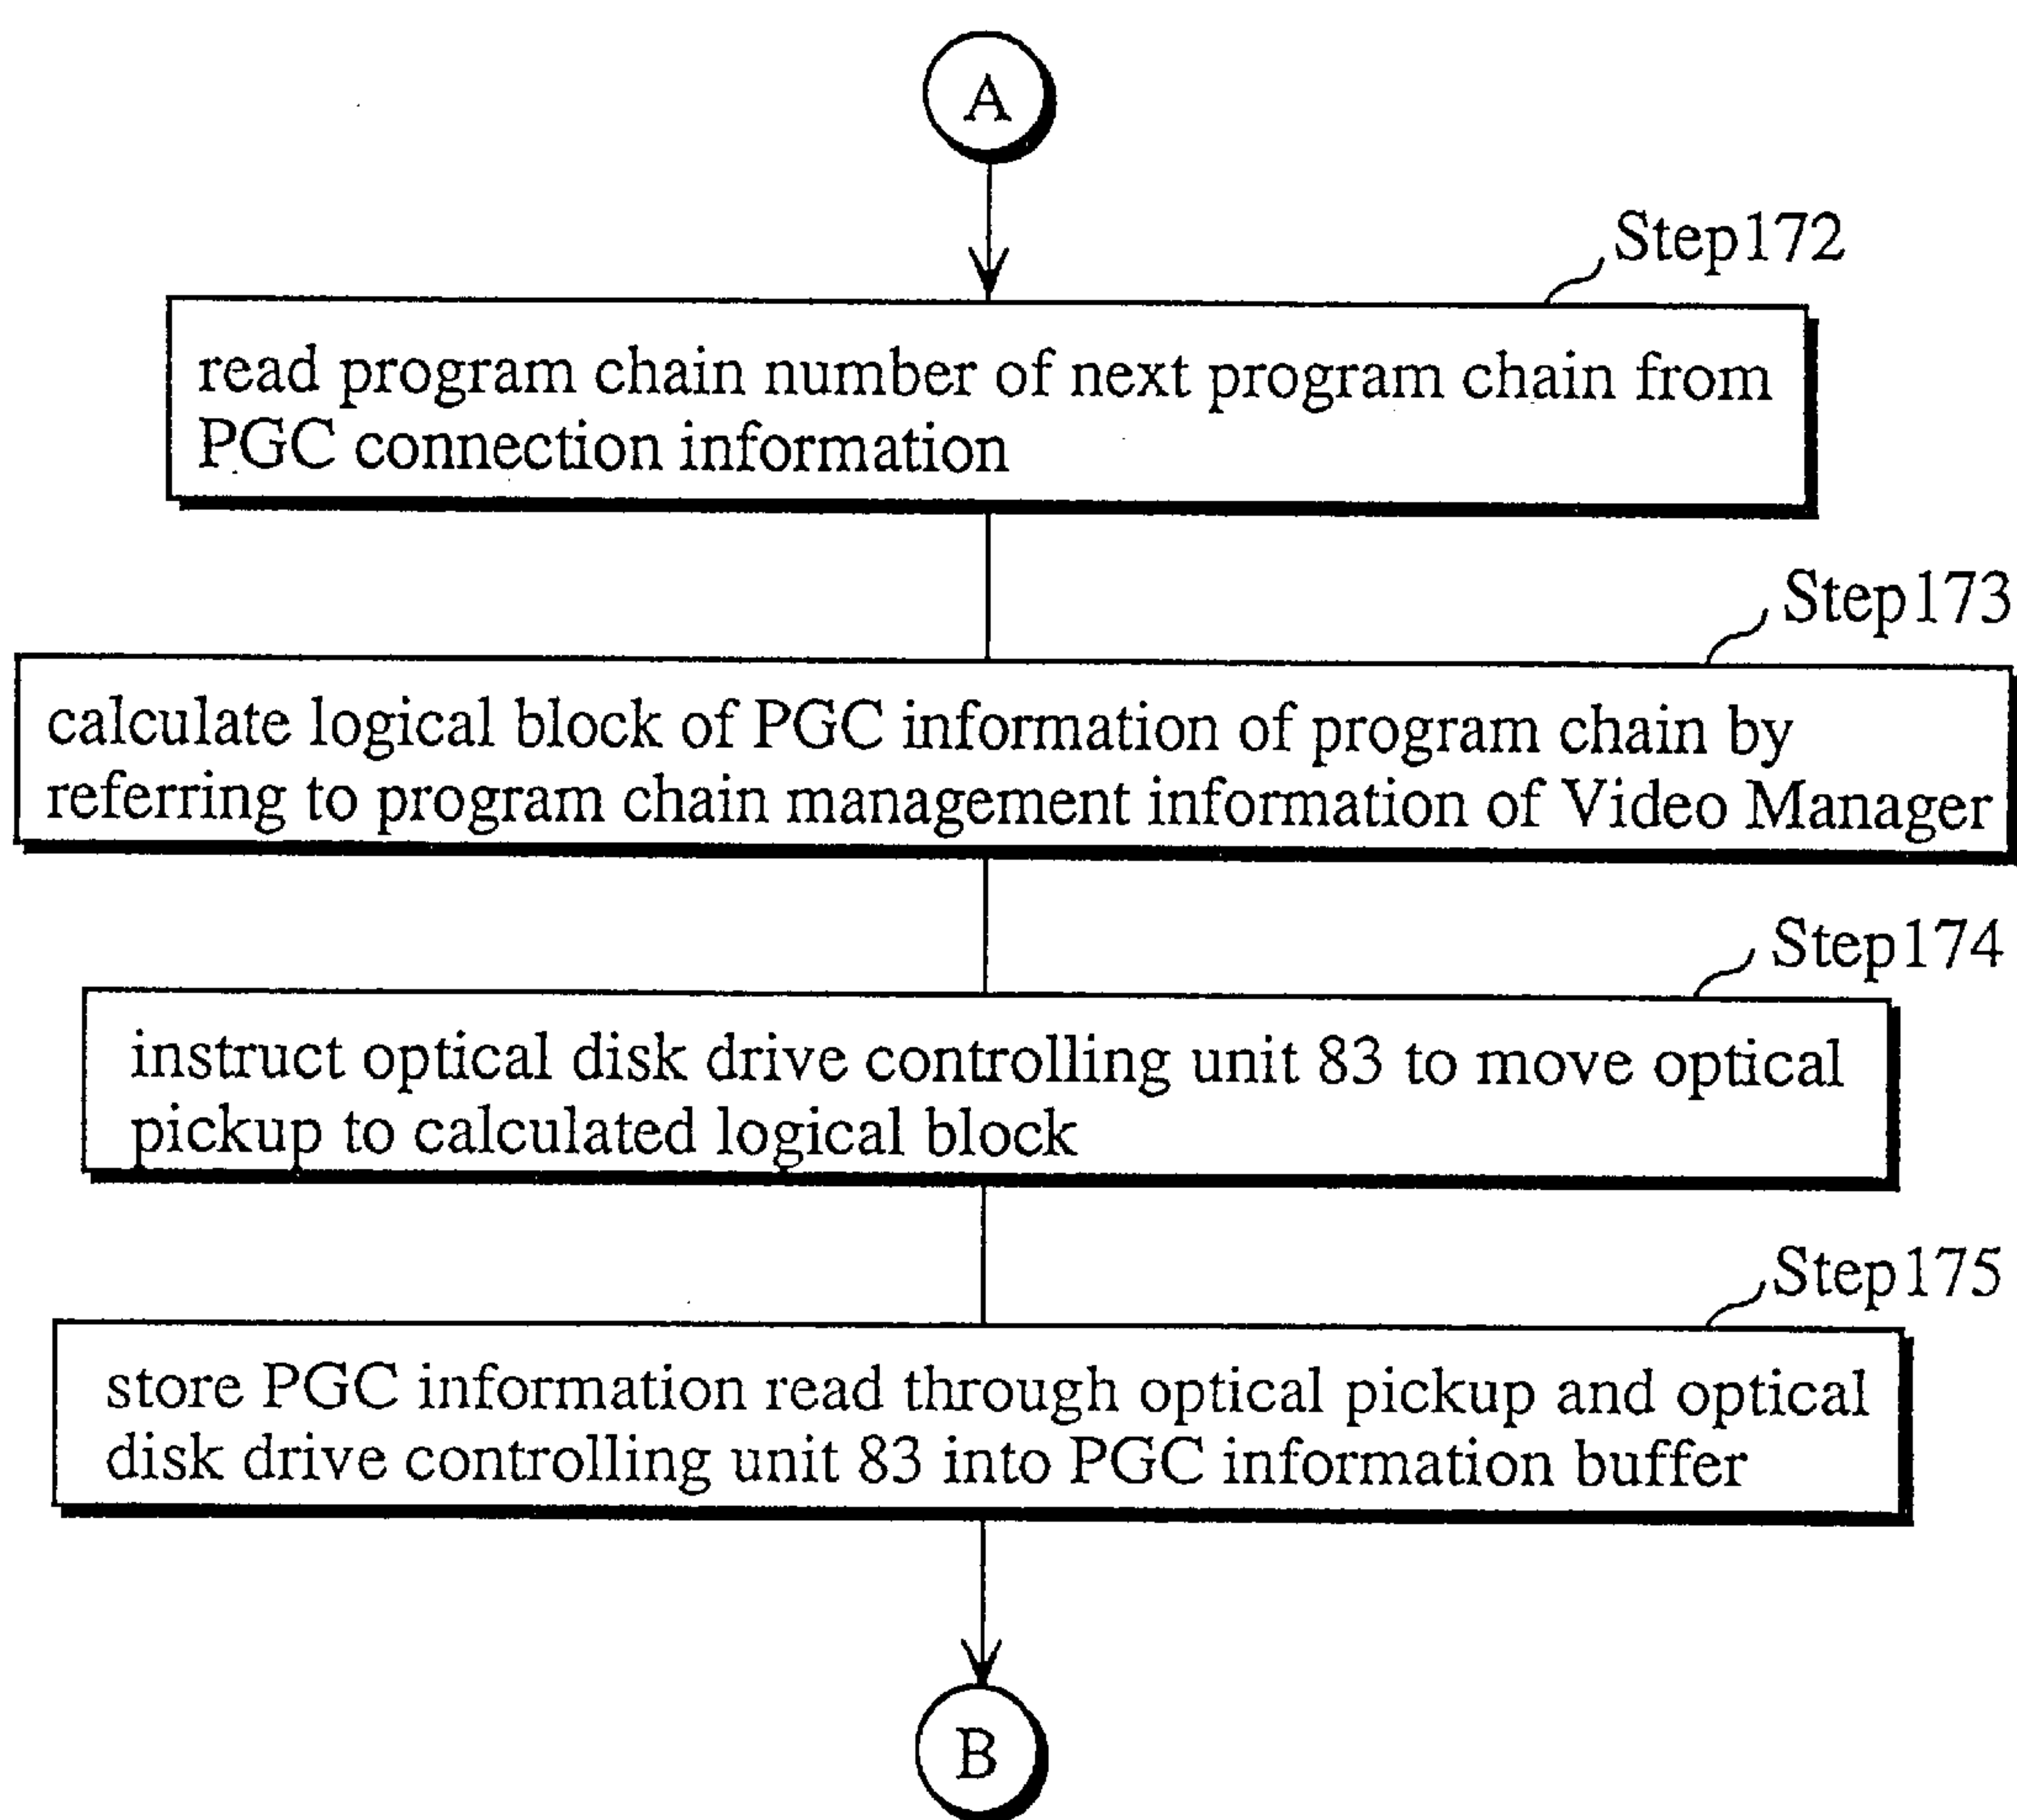 A
Step172
read program chain number of next program chain from
PGC connection information
Step173
calculate logical block of PGC information of program chain by
referring to program chain management information of Video Manager
Step174
instruct optical disk drive controlling unit 83 to move optical
pickup to calculated logical block
Step175
store PGC information read through optical pickup and optical
disk drive controlling unit 83 into PGC information buffer
B